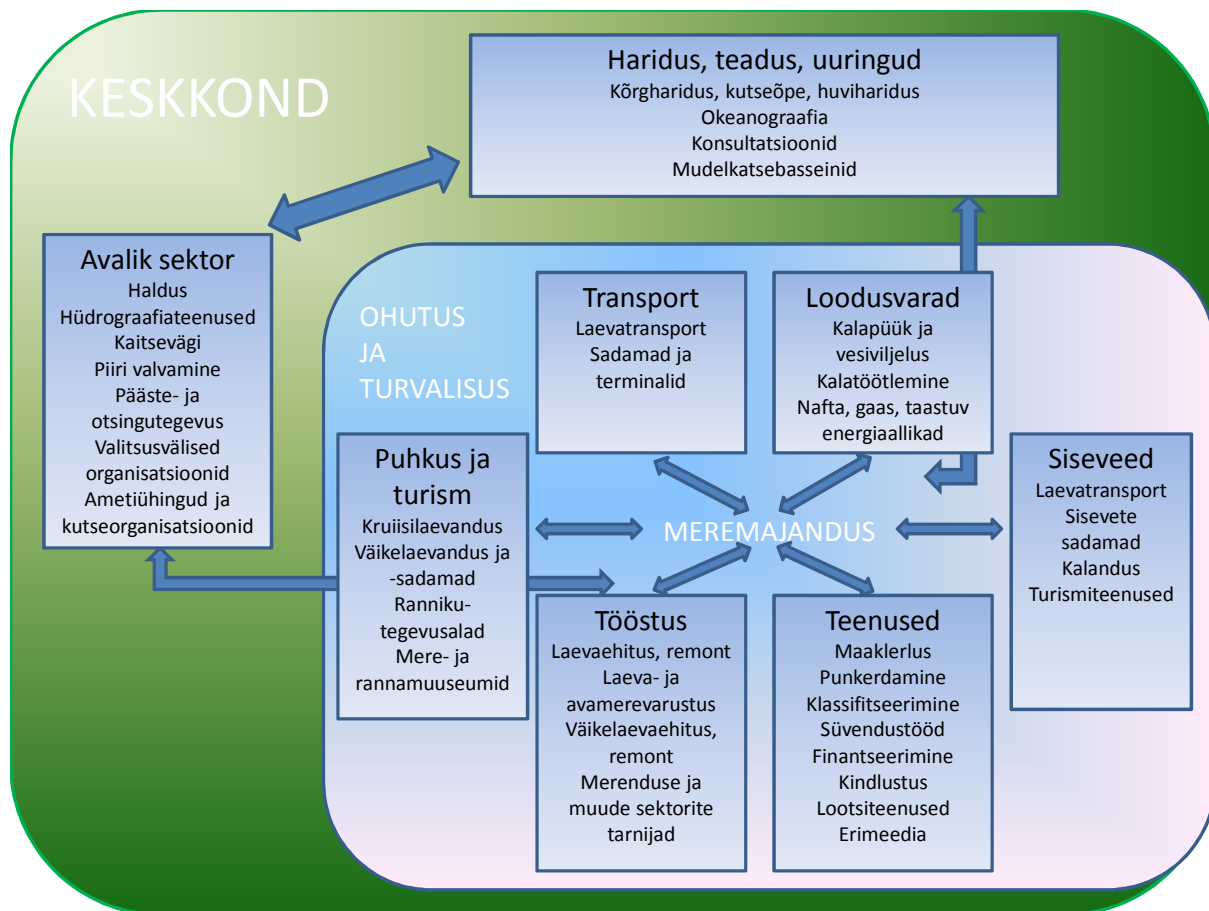 KESKKOND
Haridus, teadus, uuringud
Kõrgharidus, kutseõpe, huviharidus
Okeanograafia
Konsultatsioonid
Mudelkatsebasseinid
Avalik sektor
Haldus
Hüdrograafiateenused
Kaitsevägi
Piiri valvamine
Pääste- ja
otsingutegevus
Valitsusvälised
organisatsioonid
Ametiühingud ja
kutseorganisatsioonid
OHUTUS
JA
TURVALISUS
Transport
Laevatransport
Sadamad ja
terminalid
Loodusvarad
Kalapüük ja
vesiviljelus
Kalatöötlemine
Nafta, gaas, taastuv
energiaallikad
Puhkus ja
turism
Kruiisilaevandus
Väikelaevandus ja
-sadamad
Ranniku-
tegevusalad
Mere- ja
rannamuuseumid
MEREMAJANDUS
Siseveed
Laevatransport
Sisevete
sadamad
Kalandus
Turismiteenused
Tööstus
Laevaehitus, remont
Laeva- ja
avamerevarustus
Väikelaevaehitus,
remont
Merenduse ja
muude sektorite
tarnijad
Teenused
Maaklerlus
Punkerdamine
Klassifitseerimine
Süvendustööd
Finantseerimine
Kindlustus
Lootsiteenused
Erimeedia